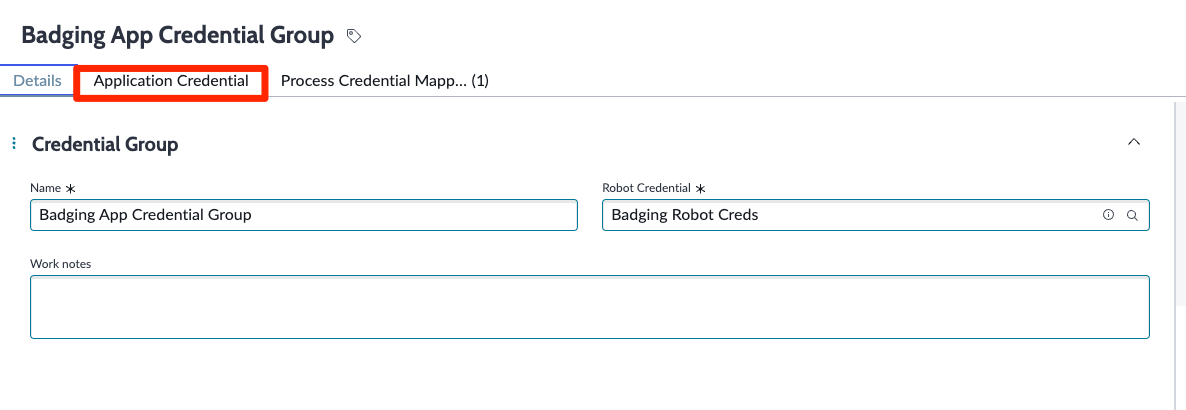 Badging App Credential Group
Details Application Credential Process Credential Mapp... (1)
Credential Group
Name * Robot Credential *
Badging App Credential Group Badging Robot Creds
Work notes